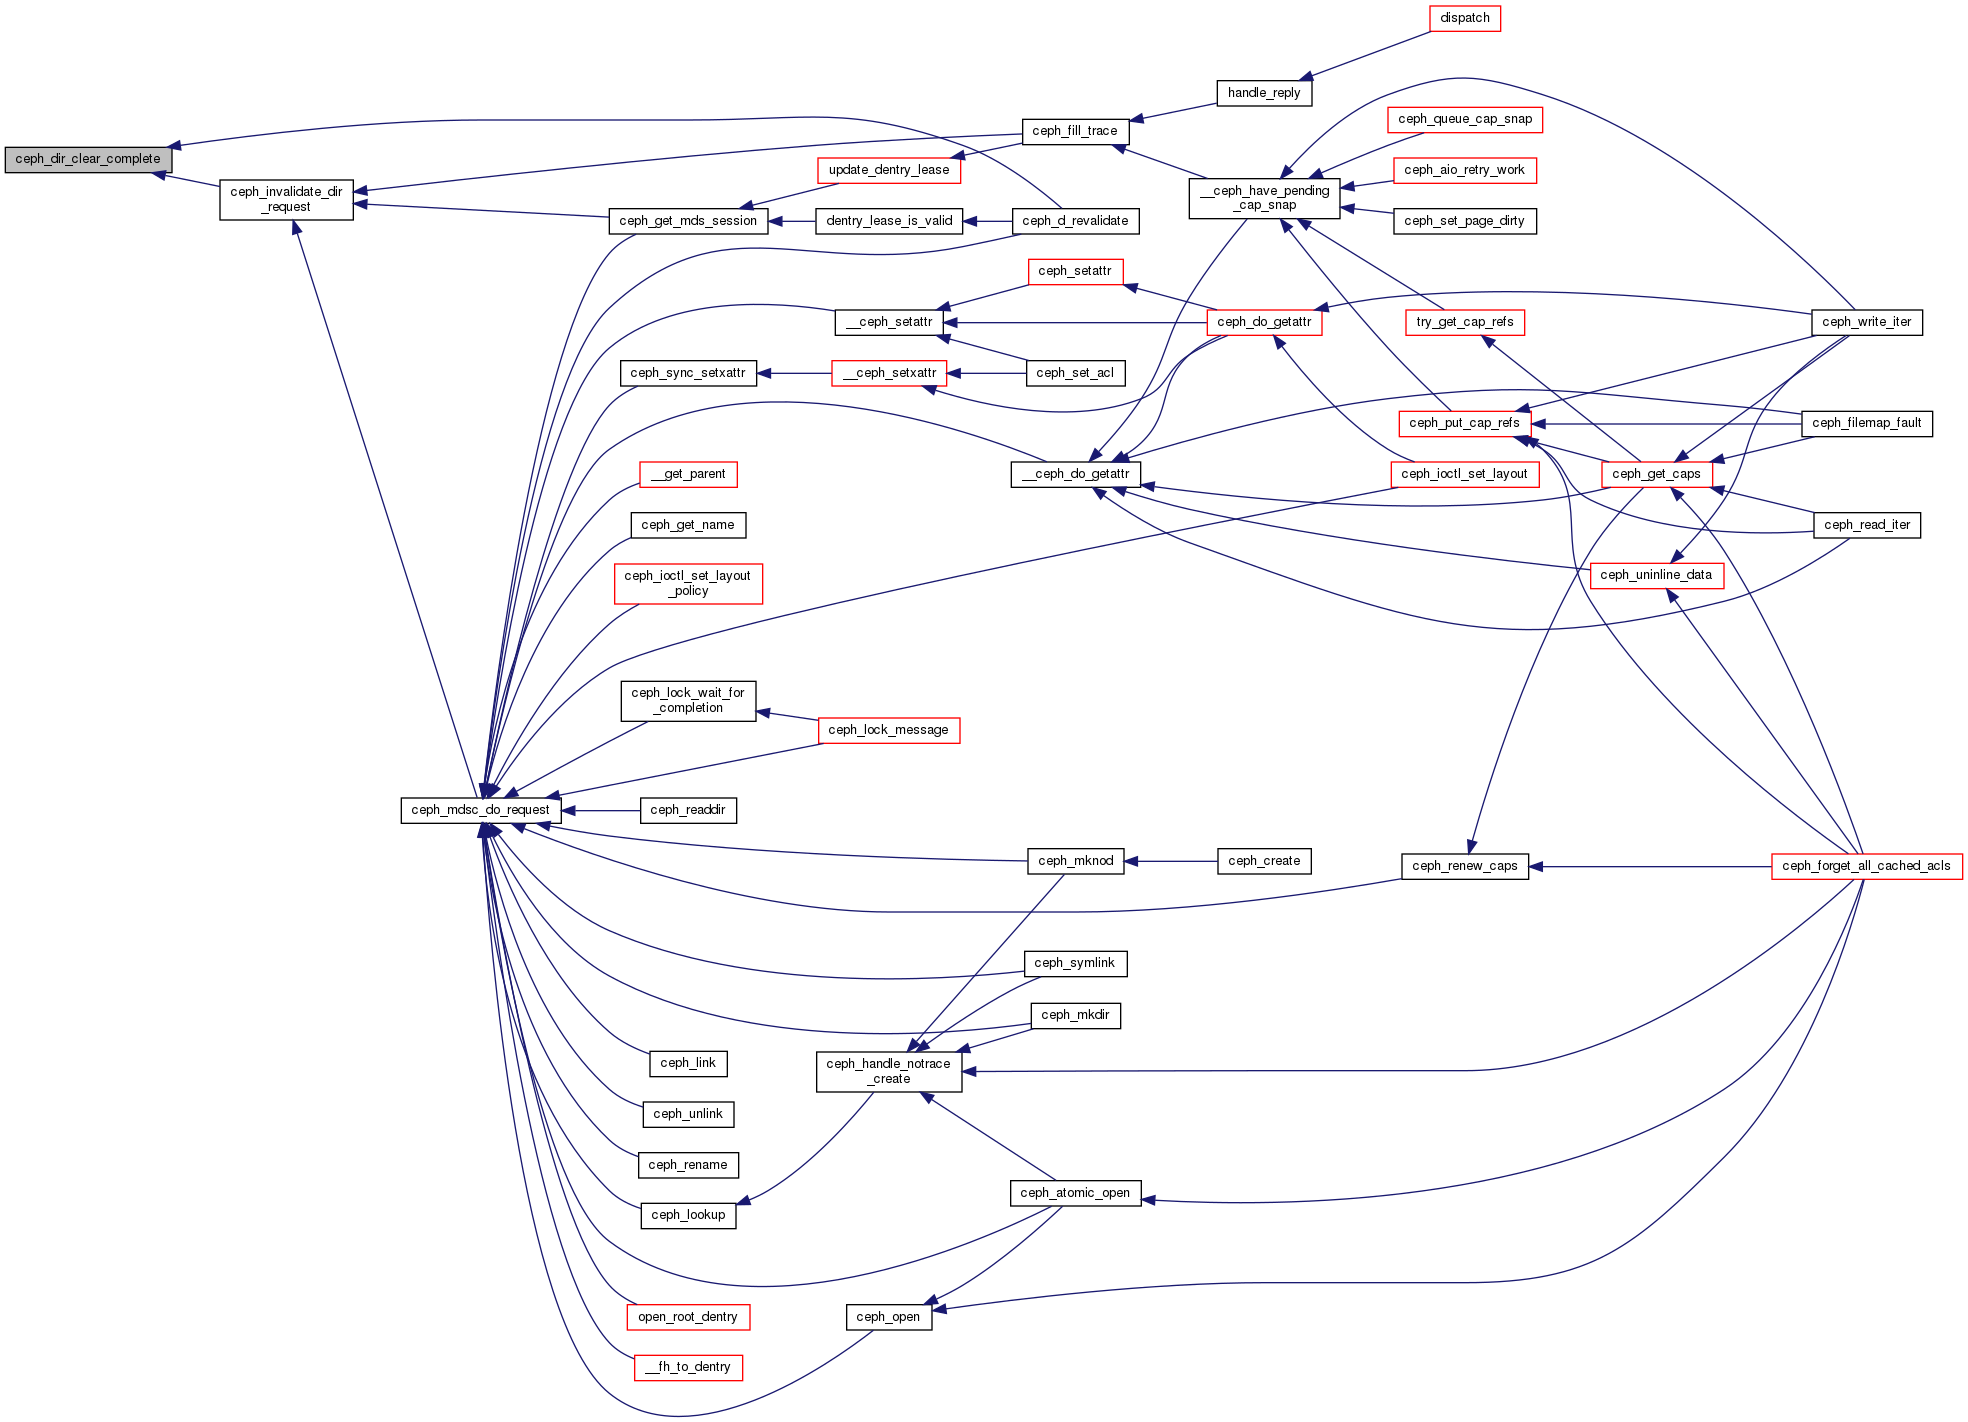 dispatch
handle_reply
ceph_queue_cap_snap
ceph_fill_trace
ceph_dir_clear_complete
update_dentry_lease
ceph_aio_retry_work
ceph_invalidate_dir
_request
__ceph_have_pending
_cap_snap
ceph_get_mds_session
dentry_lease_is_valid
ceph_d_revalidate
ceph_set_page_dirty
ceph_setattr
__ceph_setattr
ceph_do_getattr
try_get_cap_refs
ceph_write_iter
ceph_sync_setxattr
__ceph_setxattr
ceph_set_acl
ceph_put_cap_refs
ceph_filemap_fault
__get_parent
__ceph_do_getattr
ceph_ioctl_set_layout
ceph_get_caps
ceph_get_name
ceph_read_iter
ceph_ioctl_set_layout
_policy
ceph_uninline_data
ceph_lock_wait_for
_completion
ceph_lock_message
ceph_mdsc_do_request
ceph_readdir
ceph_mknod
ceph_create
ceph_renew_caps
ceph_forget_all_cached_acls
ceph_symlink
ceph_mkdir
ceph_link
ceph_handle_notrace
_create
ceph_unlink
ceph_rename
ceph_lookup
ceph_atomic_open
open_root_dentry
ceph_open
__fh_to_dentry